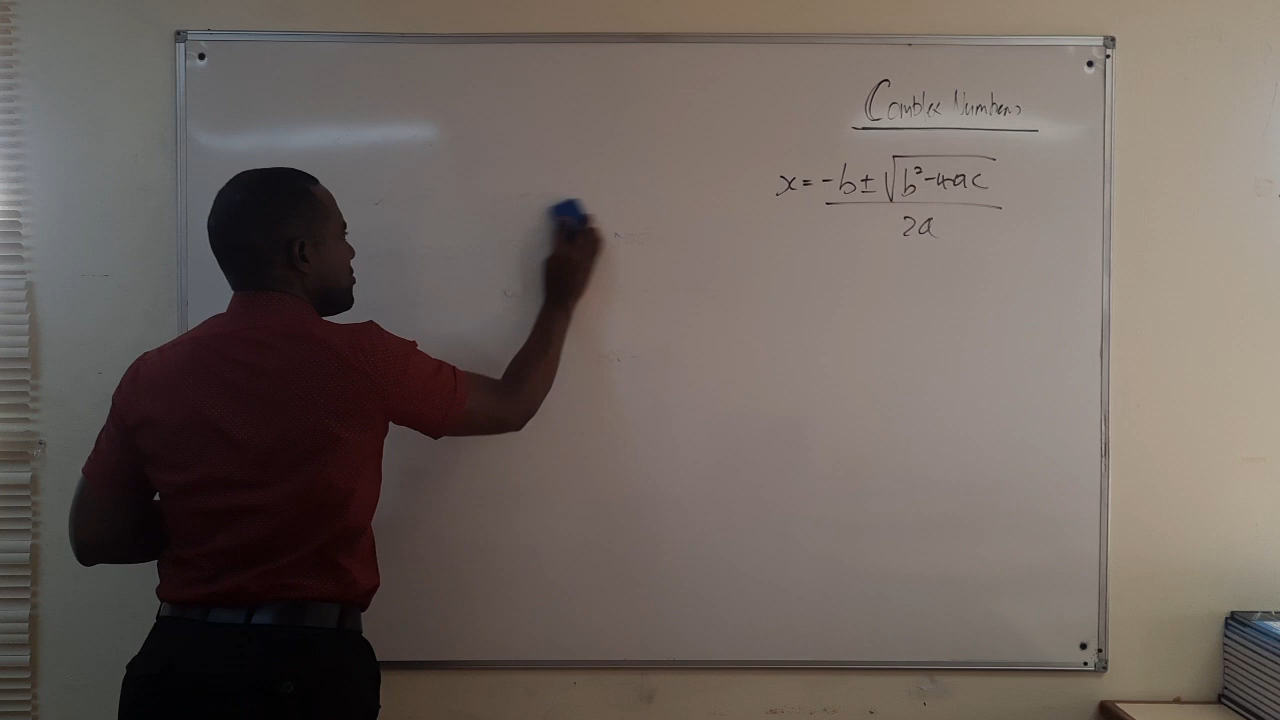 Complex Numbers
x = -b ± √b² - 4ac
2a